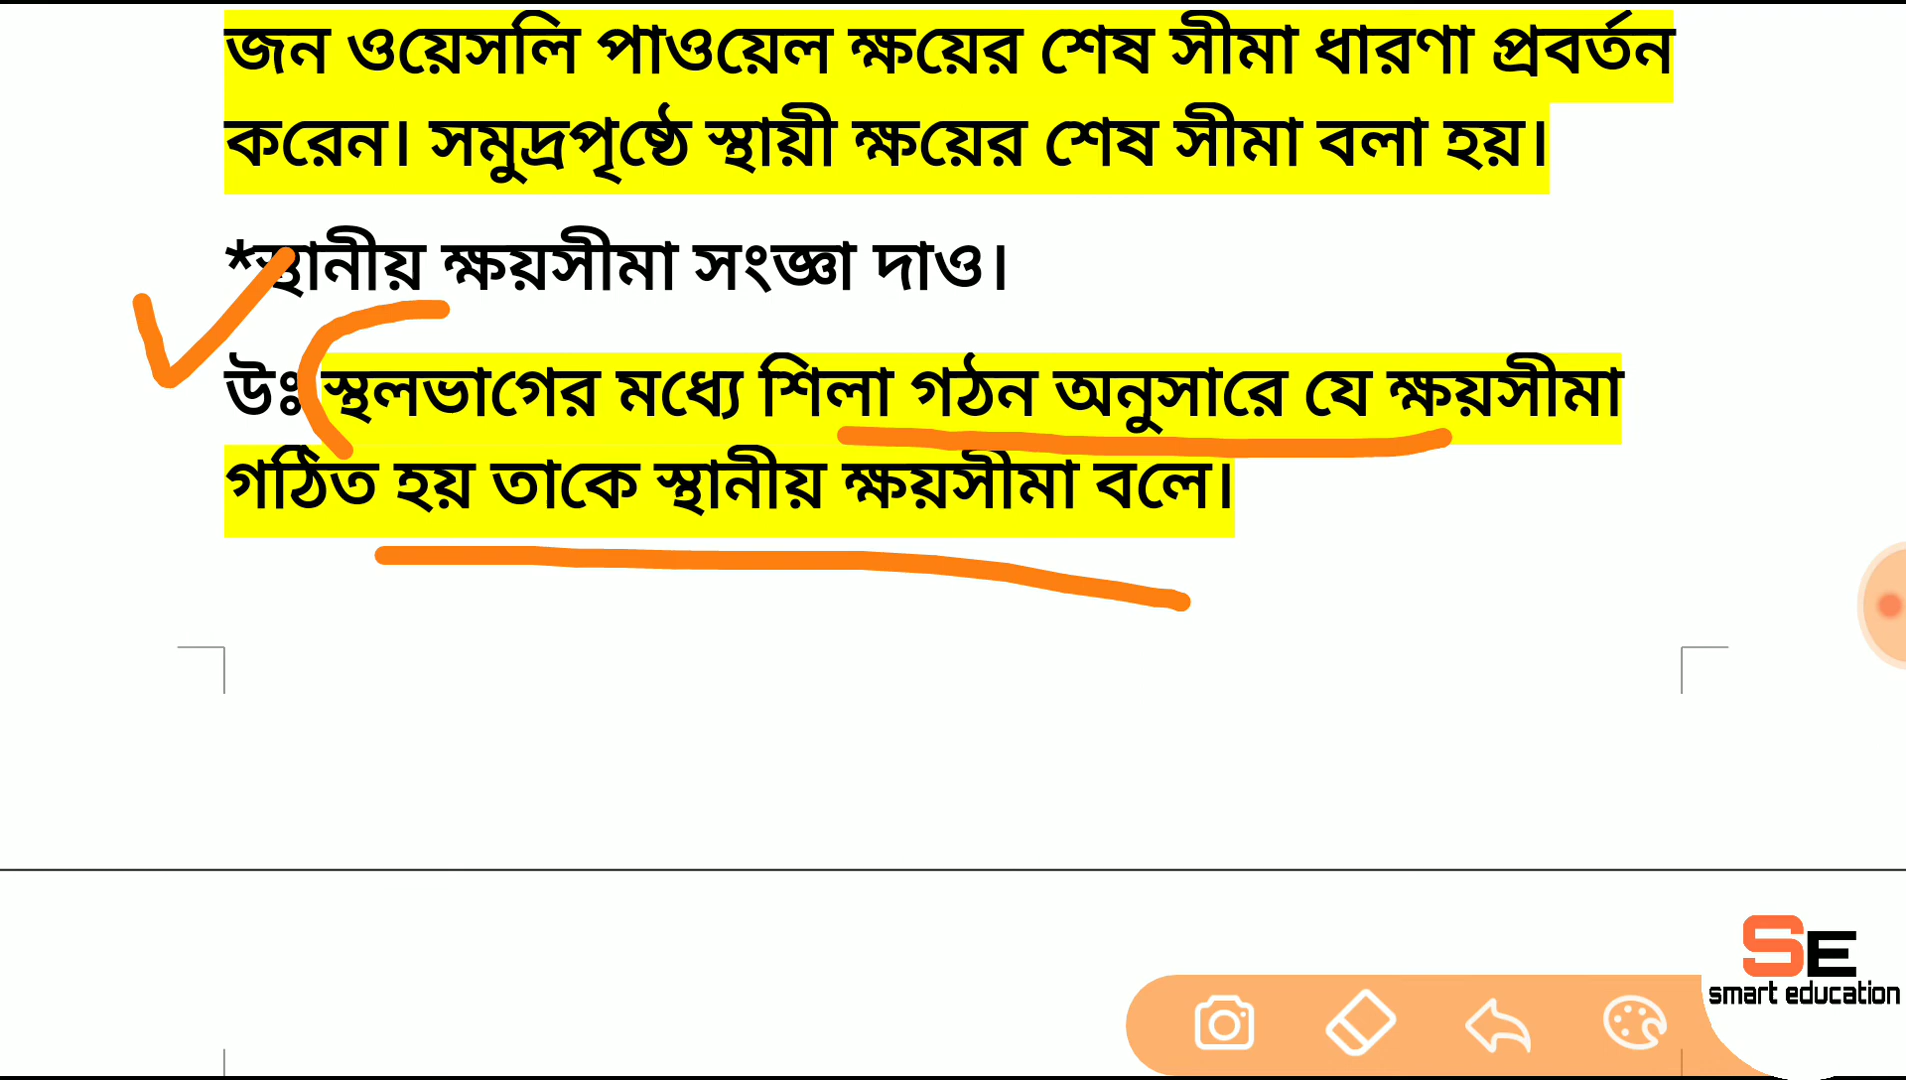 জন ওয়েসলি পাওয়েল ক্ষয়ের শেষ সীমা ধারণা প্রবর্তন
করেন। সমুদ্রপৃষ্ঠে স্থায়ী ক্ষয়ের শেষ সীমা বলা হয়।
*স্থানীয় ক্ষয়সীমা সংজ্ঞা দাও।
উঃ স্থলভাগের মধ্যে শিলা গঠন অনুসারে যে ক্ষয়সীমা
গঠিত হয় তাকে স্থানীয় ক্ষয়সীমা বলে।
SE
smart education